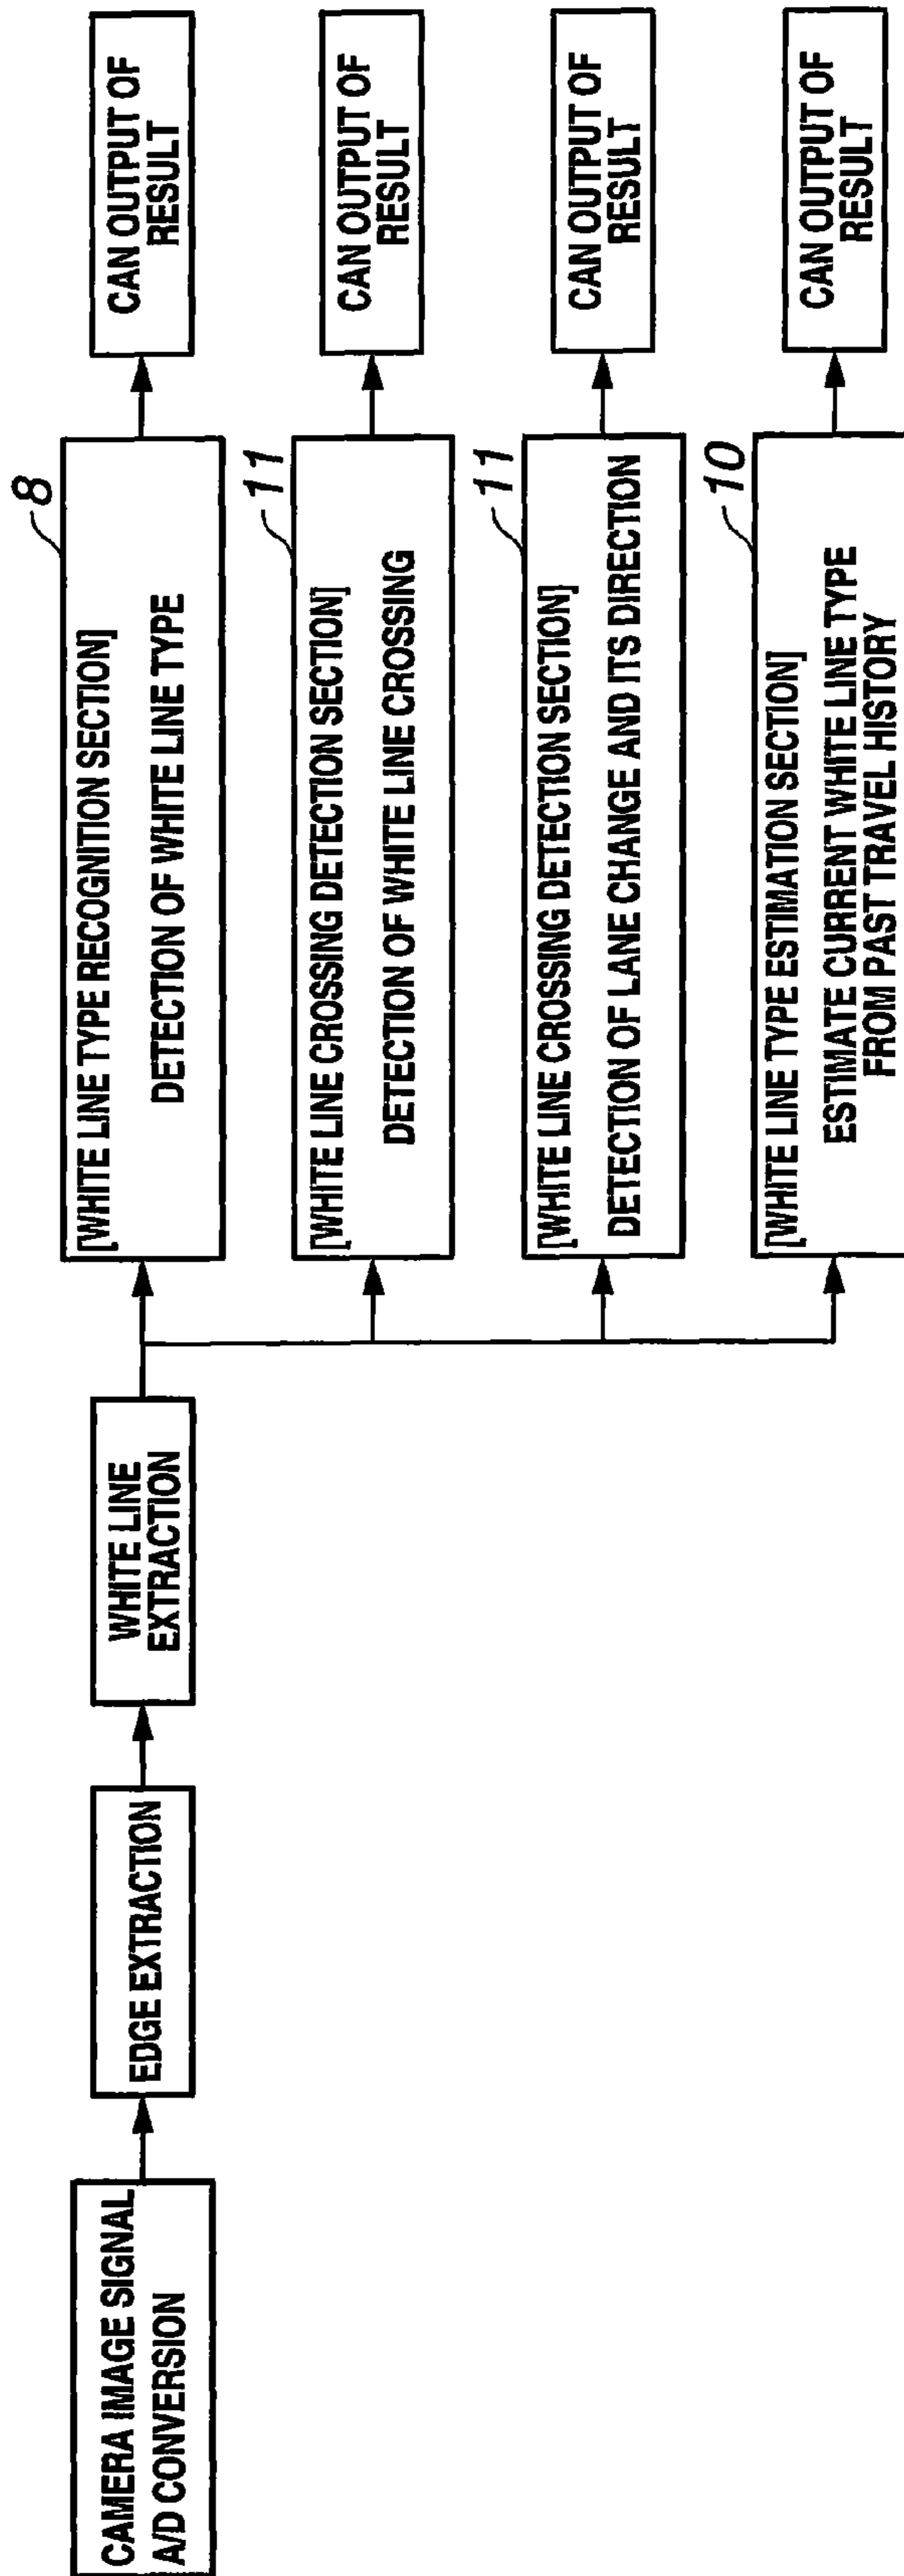 CAMERA IMAGE SIGNAL
A/D CONVERSION
EDGE EXTRACTION
WHITE LINE
EXTRACTION
8
[WHITE LINE TYPE RECOGNITION SECTION]
DETECTION OF WHITE LINE TYPE
CAN OUTPUT OF
RESULT
11
[WHITE LINE CROSSING DETECTION SECTION]
DETECTION OF WHITE LINE CROSSING
CAN OUTPUT OF
RESULT
11
[WHITE LINE CROSSING DETECTION SECTION]
DETECTION OF LANE CHANGE AND ITS DIRECTION
CAN OUTPUT OF
RESULT
10
[WHITE LINE TYPE ESTIMATION SECTION]
ESTIMATE CURRENT WHITE LINE TYPE
FROM PAST TRAVEL HISTORY
CAN OUTPUT OF
RESULT